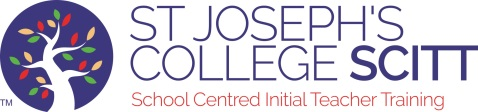 ST JOSEPH'S
COLLEGE SCITT
School Centred Initial Teacher Training
TM